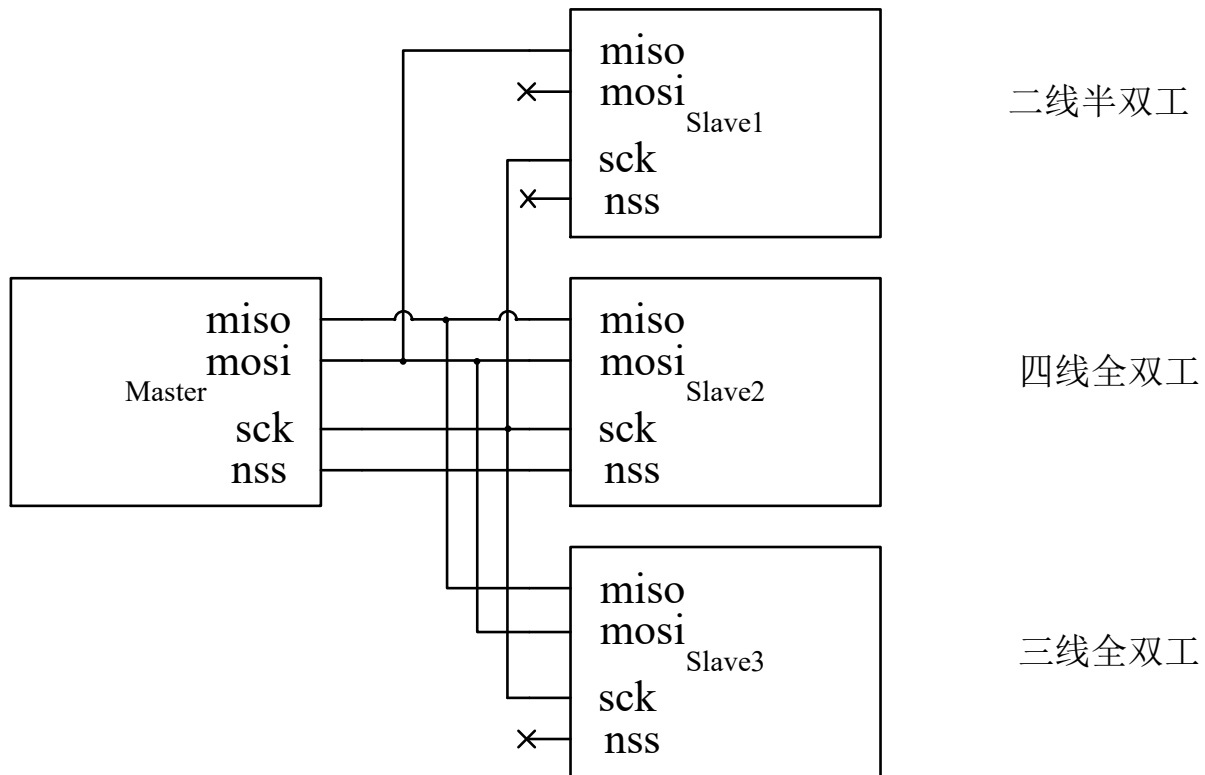 miso
mosi
Slave1
sck
nss
二线半双工
miso
mosi
Master
sck
nss
miso
mosi
Slave2
sck
nss
四线全双工
miso
mosi
Slave3
sck
nss
三线全双工